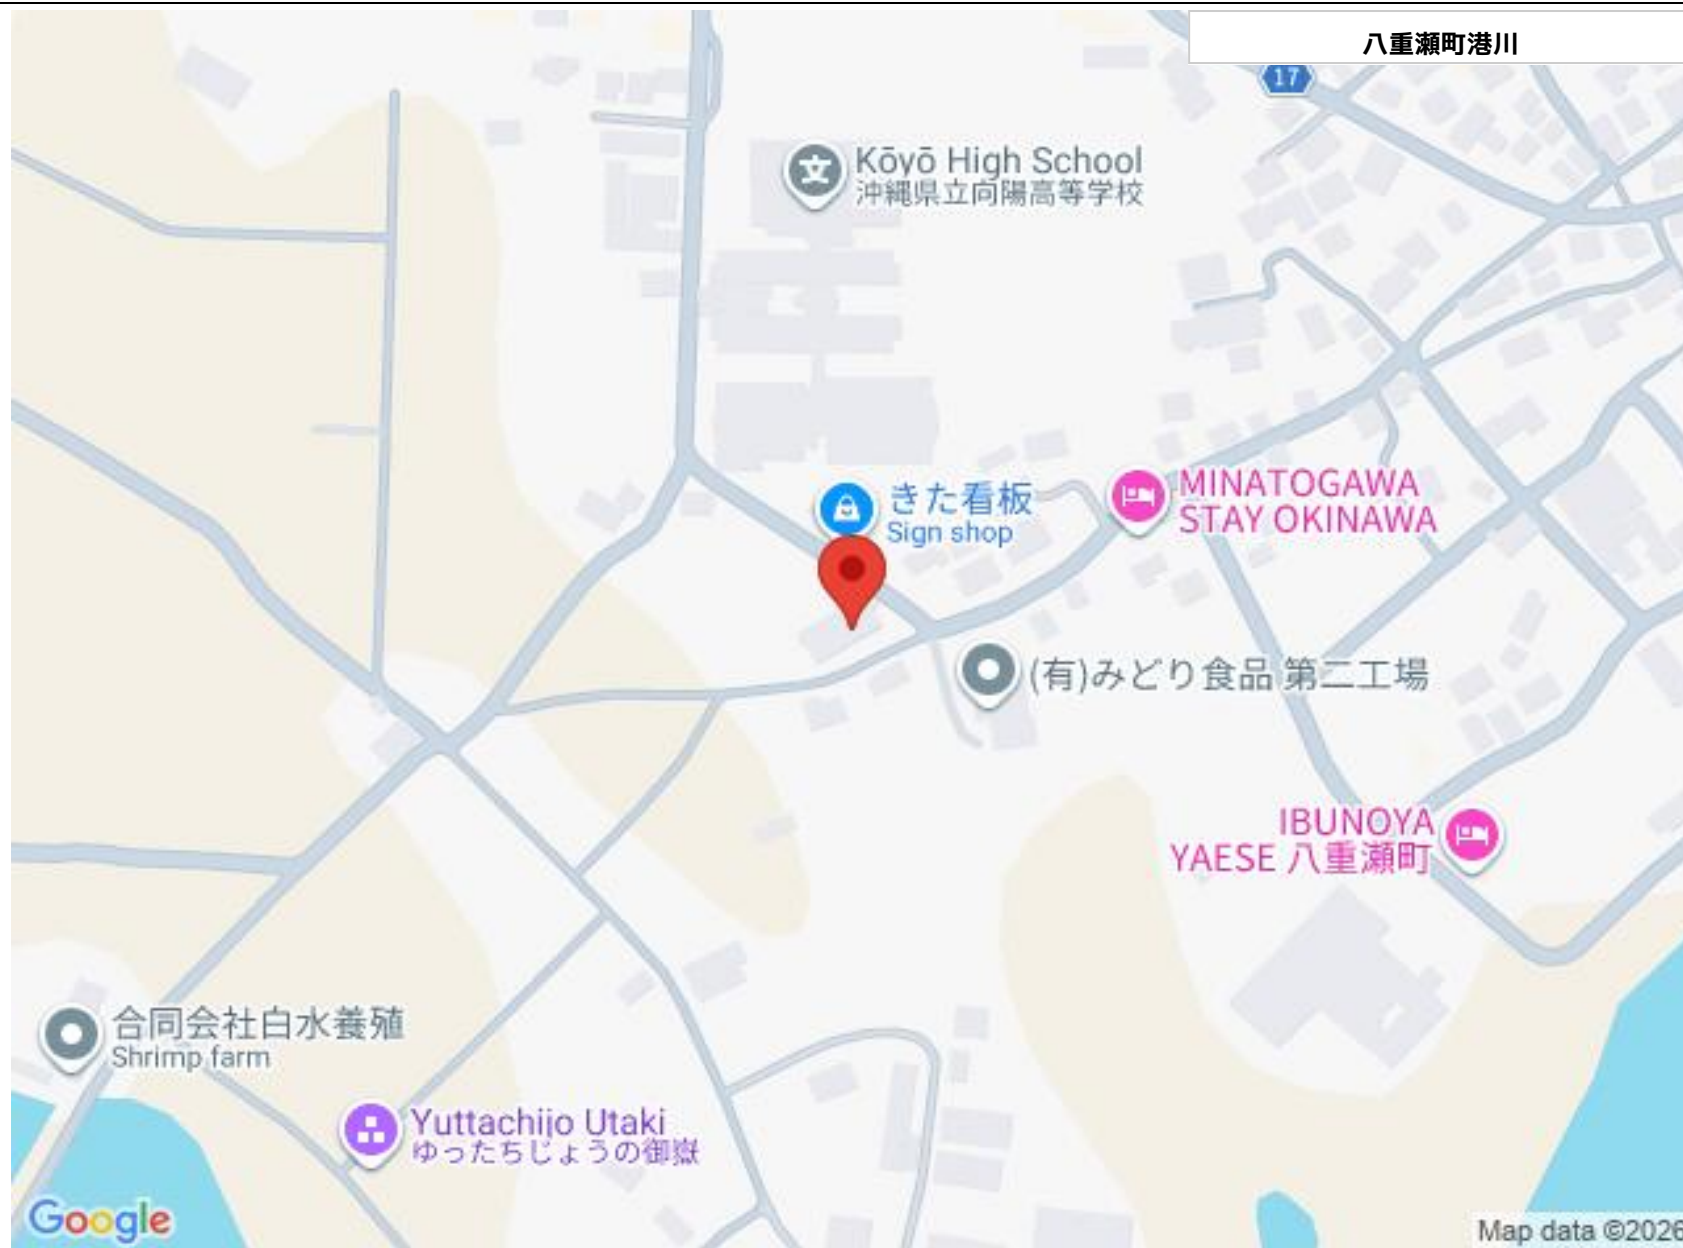 八重瀬町港川
17
Kōyō High School
沖縄県立向陽高等学校
きた看板
Sign shop
MINATOGAWA
STAY OKINAWA
(有)みどり食品 第二工場
IBUNOYA
YAESE 八重瀬町
合同会社白水養殖
Shrimp farm
Yuttachijo Utaki
ゆったちじょうの御嶽
Google
Map data ©2026